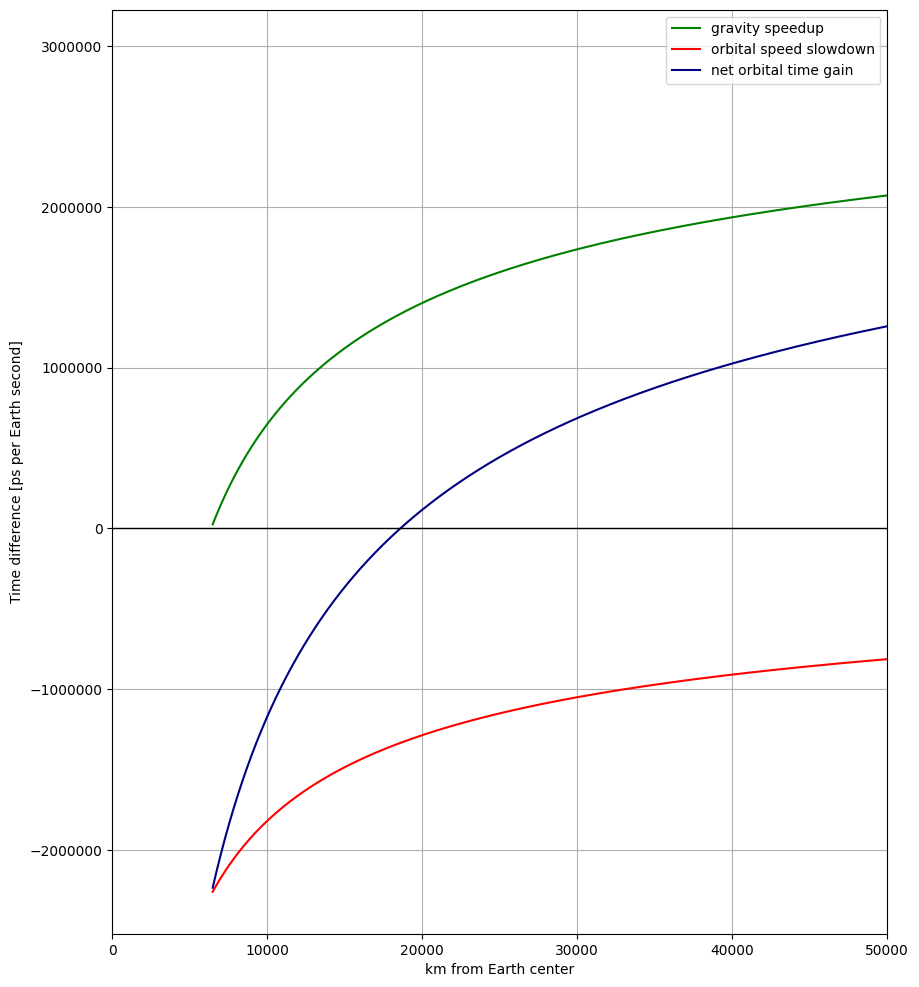 gravity speedup
orbital speed slowdown
net orbital time gain
3000000
2000000
1000000
0
−1000000
−2000000
Time difference [ps per Earth second]
0 10000 20000 30000 40000 50000
km from Earth center